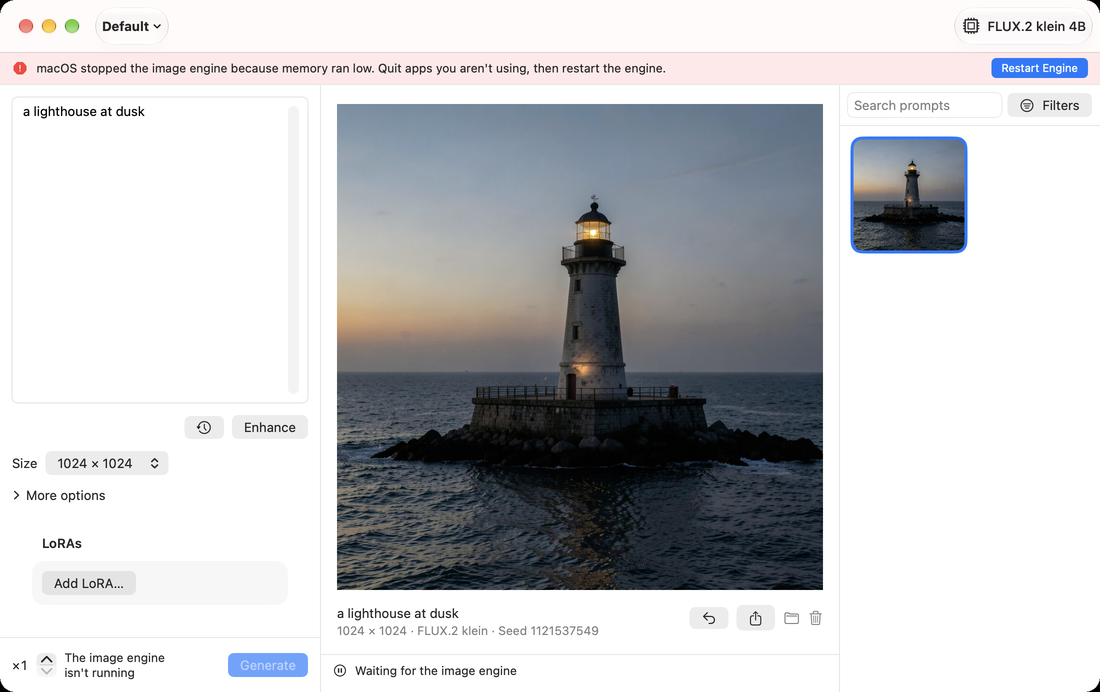 Default
FLUX.2 klein 4B
macOS stopped the image engine because memory ran low. Quit apps you aren't using, then restart the engine.
Restart Engine
a lighthouse at dusk
Search prompts
Filters
Enhance
Size
1024 × 1024
More options
LoRAs
Add LoRA...
a lighthouse at dusk
1024 × 1024 · FLUX.2 klein · Seed 1121537549
×1
The image engine
isn't running
Generate
Waiting for the image engine